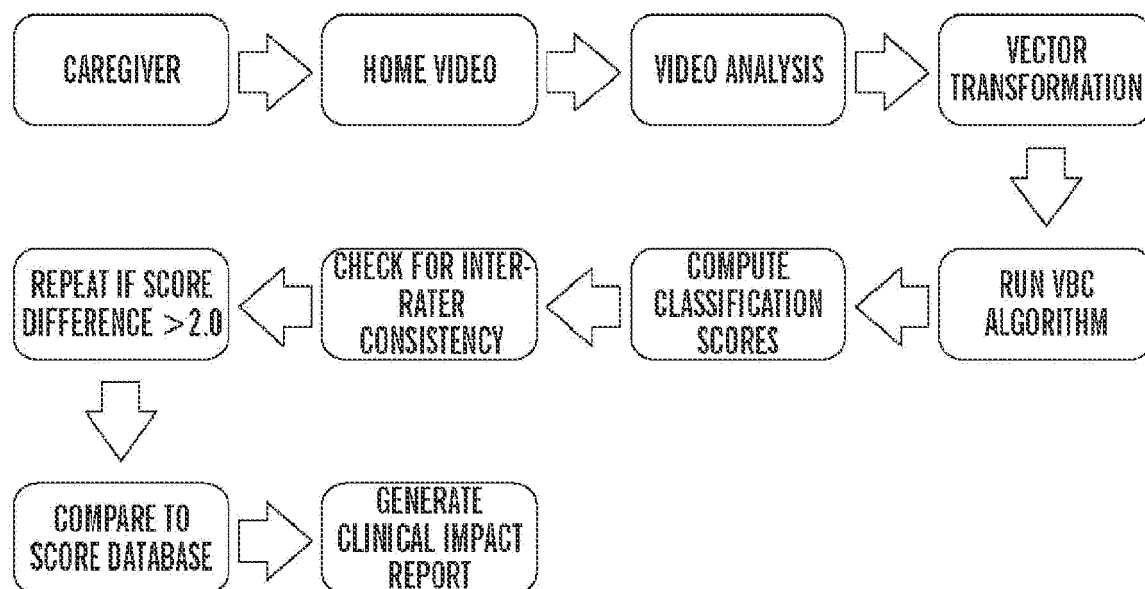 CAREGIVER
HOME VIDEO
VIDEO ANALYSIS
VECTOR
TRANSFORMATION
REPEAT IF SCORE
DIFFERENCE >2.0
CHECK FOR INTER-
RATER
CONSISTENCY
COMPUTE
CLASSIFICATION
SCORES
RUN VBC
ALGORITHM
COMPARE TO
SCORE DATABASE
GENERATE
CLINICAL IMPACT
REPORT